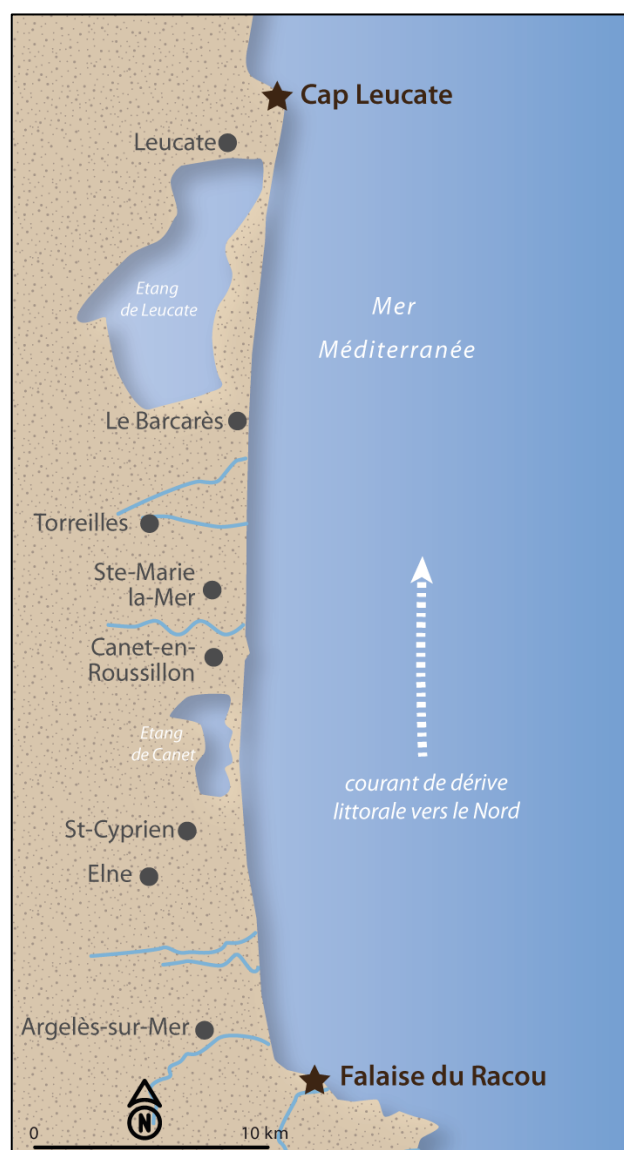 Cap Leucate
Leucate
Etang
de Leucate
Mer
Méditerranée
Le Barcarès
Torreilles
Ste-Marie
la-Mer
Canet-en-
Roussillon
Etang
de Canet
courant de dérive
littorale vers le Nord
St-Cyprien
Elne
Argelès-sur-Mer
Falaise du Racou
N
0 10 km